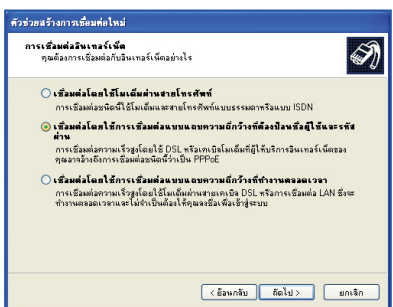 ตัวช่วยสร้างการเชื่อมต่อใหม่
การเชื่อมต่ออินเทอร์เน็ต
คุณต้องการเชื่อมต่อกับอินเทอร์เน็ตอย่างไร
เชื่อมต่อโดยใช้โมเด็มผ่านสายโทรศัพท์
การเชื่อมต่อชนิดนี้ใช้โมเด็มและสายโทรศัพท์แบบธรรมดาหรือแบบ ISDN
เชื่อมต่อโดยใช้การเชื่อมต่อแบบแถบความถี่กว้างที่ต้องป้อนชื่อผู้ใช้และรหัส
ผ่าน
การเชื่อมต่อความเร็วสูงโดยใช้ DSL หรือเคเบิลโมเด็มที่ผู้ให้บริการอินเทอร์เน็ตของ
คุณอาจอ้างถึงการเชื่อมต่อชนิดนี้ว่าเป็น PPPoE
เชื่อมต่อโดยใช้การเชื่อมต่อแบบแถบความถี่กว้างที่ทำงานตลอดเวลา
การเชื่อมต่อความเร็วสูงโดยใช้โมเด็มผ่านสายเคเบิล DSL หรือการเชื่อมต่อ LAN ซึ่งจะ
ทำงานตลอดเวลาและไม่จำเป็นต้องให้คุณลงชื่อเพื่อเข้าสู่ระบบ
< ย้อนกลับ
ถัดไป >
ยกเลิก